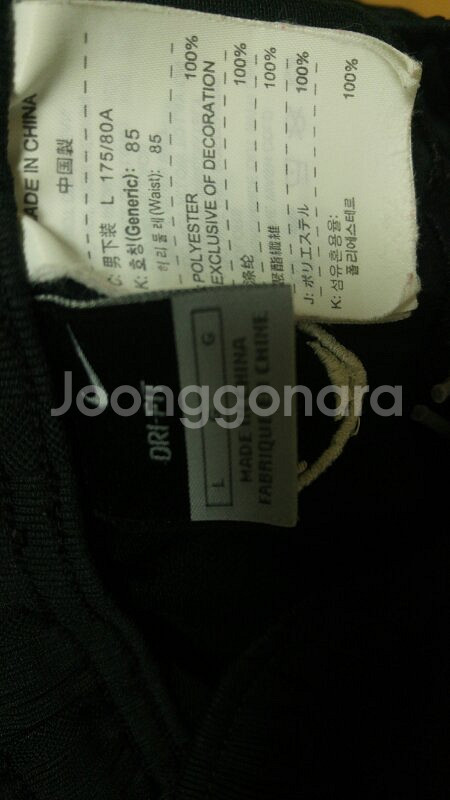 MADE IN CHINA
中国製
C: 男下装 L 175/80A
K: 호칭(Generic): 85
허리둘레(Waist): 85
POLYESTER 100%
EXCLUSIVE OF DECORATION
涤纶 100%
聚酯纖維 100%
J: ポリエステル 100%
K: 섬유혼용율:
폴리에스테르 100%
DRI-FIT
L G
MADE IN CHINA
FABRIQUÉ EN CHINE
Joonggonara